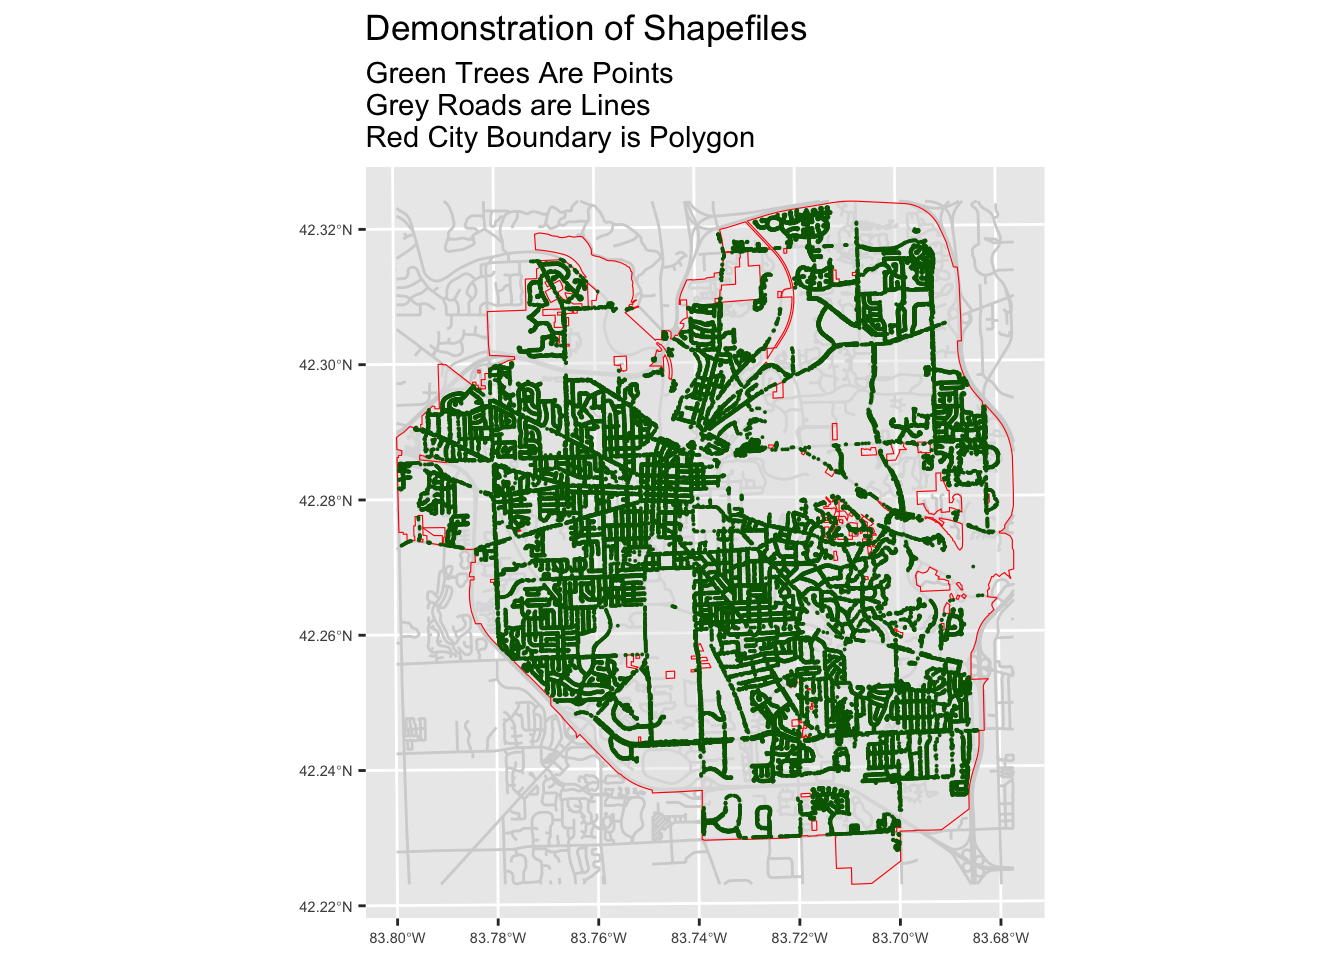 Demonstration of Shapefiles
Green Trees Are Points
Grey Roads are Lines
Red City Boundary is Polygon
42.32°N
42.30°N
42.28°N
42.26°N
42.24°N
42.22°N
83.80°W
83.78°W
83.76°W
83.74°W
83.72°W
83.70°W
83.68°W